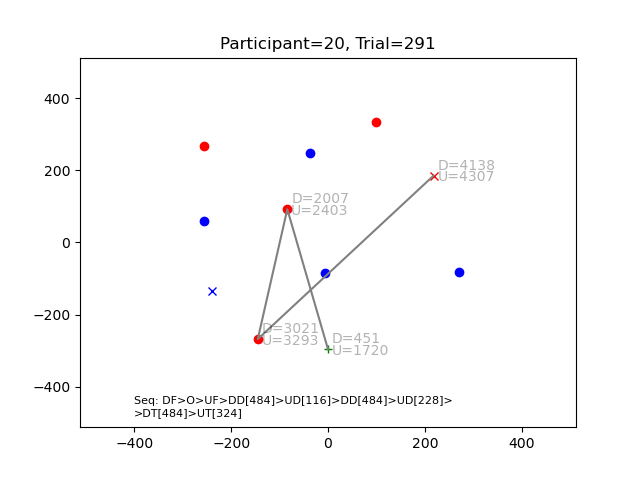 Participant=20, Trial=291
400
200
0
−200
−400
−400
−200
0
200
400
D=4138
U=4307
D=2007
U=2403
D=3021
U=3293
D=451
U=1720
Seq: DF>O>UF>DD[484]>UD[116]>DD[484]>UD[228]>
>DT[484]>UT[324]